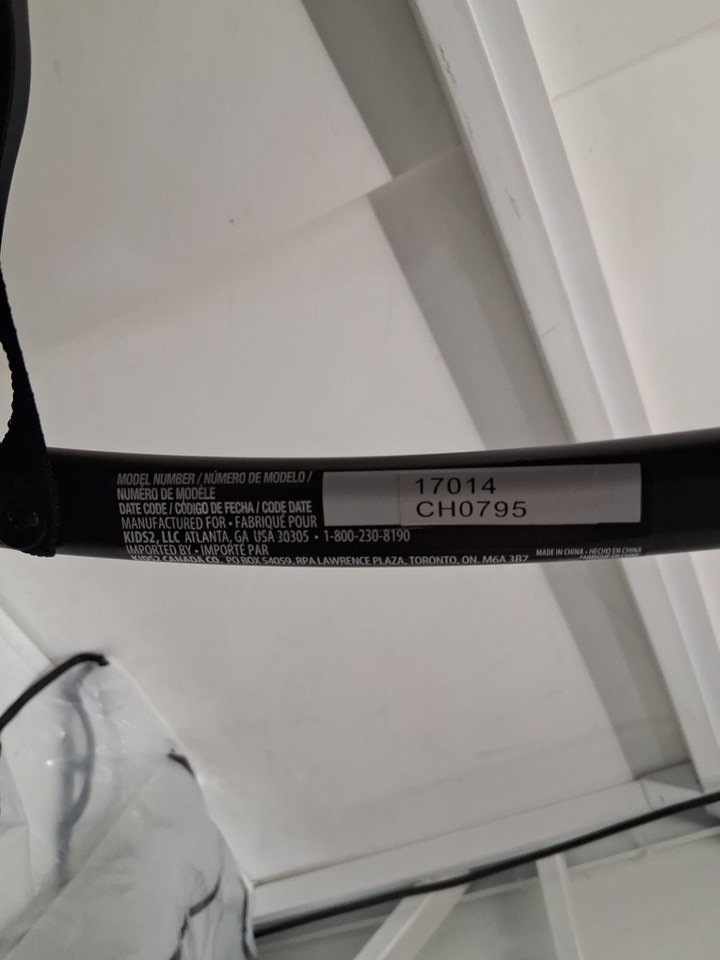 MODEL NUMBER / NÚMERO DE MODELO /
NUMÉRO DE MODÈLE
17014
DATE CODE / CÓDIGO DE FECHA / CODE DATE
CH0795
MANUFACTURED FOR • FABRIQUÉ POUR
KIDS2, LLC ATLANTA, GA USA 30305 • 1-800-230-8190
IMPORTED BY • IMPORTÉ PAR
KIDS2 CANADA CO. PO BOX 54059, RPA LAWRENCE PLAZA, TORONTO, ON. M6A 3B7
MADE IN CHINA • HECHO EN CHINA